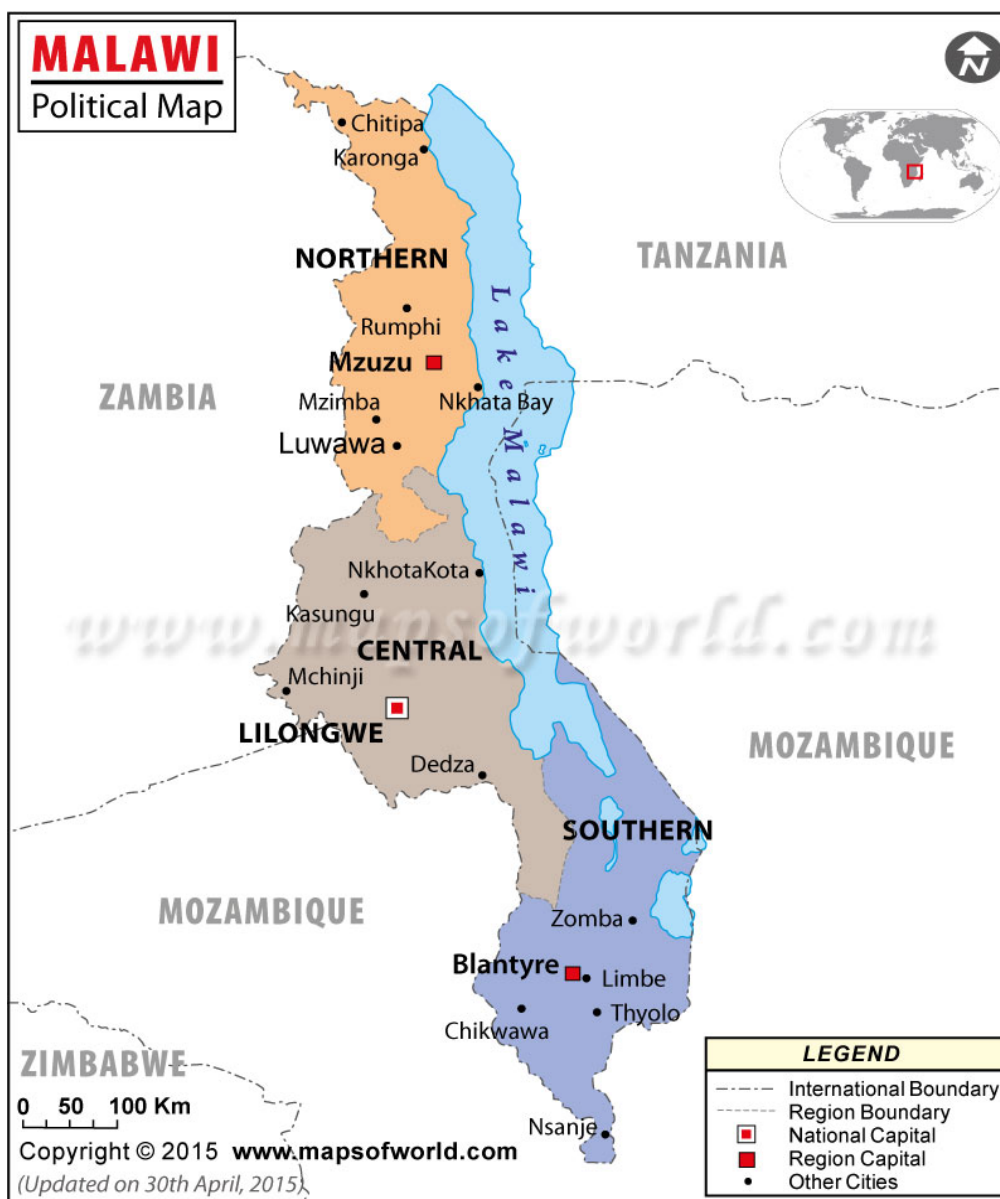 MALAWI
Political Map
N
Chitipa
Karonga
NORTHERN
TANZANIA
Rumphi
Mzuzu
ZAMBIA
Mzimba
Nkhata Bay
Luwawa
Lake Malawi
NkhotaKota
Kasungu
www.mapsofworld.com
CENTRAL
Mchinji
LILONGWE
MOZAMBIQUE
Dedza
SOUTHERN
MOZAMBIQUE
Zomba
Blantyre
Limbe
Chikwawa
Thyolo
ZIMBABWE
Nsanje
LEGEND
International Boundary
Region Boundary
National Capital
Region Capital
Other Cities
0 50 100 Km
Copyright © 2015 www.mapsofworld.com
(Updated on 30th April, 2015)